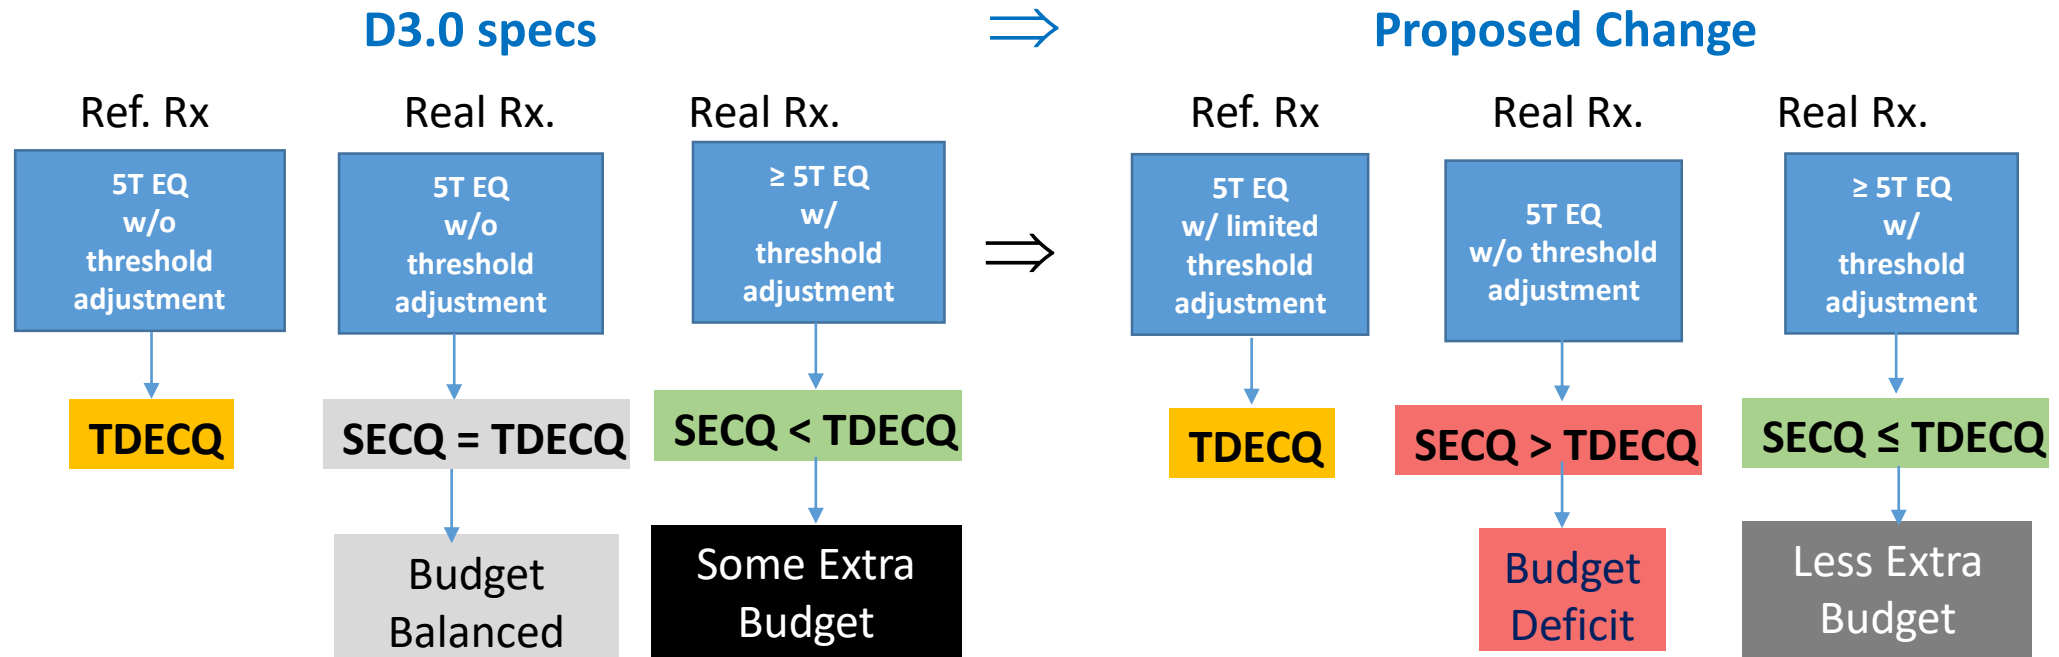 D3.0 specs
⇒
Proposed Change
Ref. Rx
5T EQ
w/o
threshold
adjustment
TDECQ
Real Rx.
5T EQ
w/o
threshold
adjustment
SECQ = TDECQ
Budget
Balanced
Real Rx.
≥ 5T EQ
w/
threshold
adjustment
SECQ < TDECQ
Some Extra
Budget
⇒
Ref. Rx
5T EQ
w/ limited
threshold
adjustment
TDECQ
Real Rx.
5T EQ
w/o threshold
adjustment
SECQ > TDECQ
Budget
Deficit
Real Rx.
≥ 5T EQ
w/
threshold
adjustment
SECQ ≤ TDECQ
Less Extra
Budget